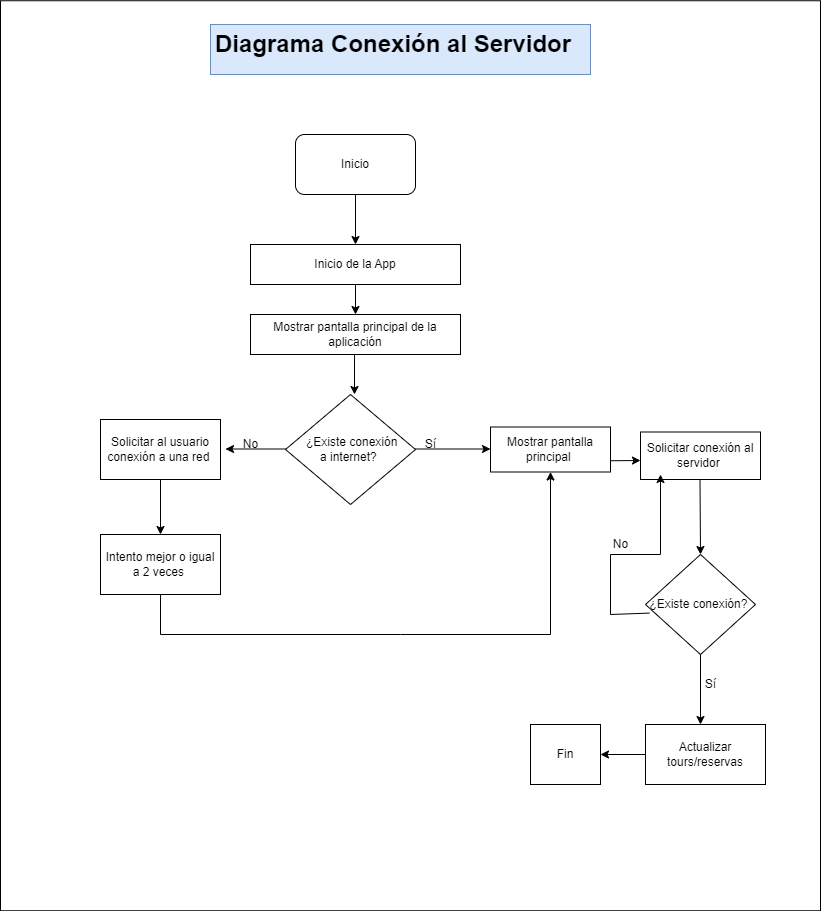 Diagrama Conexión al Servidor
Inicio
Inicio de la App
Mostrar pantalla principal de la
aplicación
¿Existe conexión
a internet?
No
Sí
Solicitar al usuario
conexión a una red
Intento mejor o igual
a 2 veces
Mostrar pantalla
principal
Solicitar conexión al
servidor
No
¿Existe conexión?
Sí
Actualizar
tours/reservas
Fin